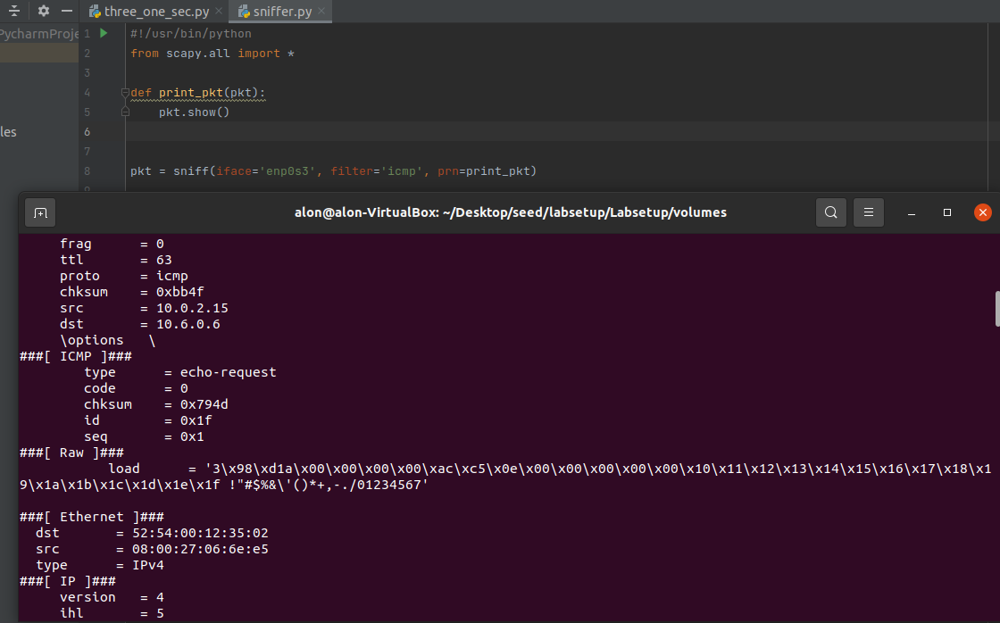 three_one_sec.py
sniffer.py
PycharmProje
les
1 #!/usr/bin/python
2 from scapy.all import *
3
4 def print_pkt(pkt):
5     pkt.show()
6
7
8 pkt = sniff(iface='enp0s3', filter='icmp', prn=print_pkt)
9
alon@alon-VirtualBox: ~/Desktop/seed/labsetup/Labsetup/volumes
     frag      = 0
     ttl       = 63
     proto     = icmp
     chksum    = 0xbb4f
     src       = 10.0.2.15
     dst       = 10.6.0.6
     \options   \
###[ ICMP ]###
        type      = echo-request
        code      = 0
        chksum    = 0x794d
        id        = 0x1f
        seq       = 0x1
###[ Raw ]###
           load      = '3\x98\xd1a\x00\x00\x00\x00\xac\xc5\x0e\x00\x00\x00\x00\x00\x10\x11\x12\x13\x14\x15\x16\x17\x18\x1
9\x1a\x1b\x1c\x1d\x1e\x1f !"#$%&\'()*+,-./01234567'
###[ Ethernet ]###
  dst       = 52:54:00:12:35:02
  src       = 08:00:27:06:6e:e5
  type      = IPv4
###[ IP ]###
     version   = 4
     ihl       = 5